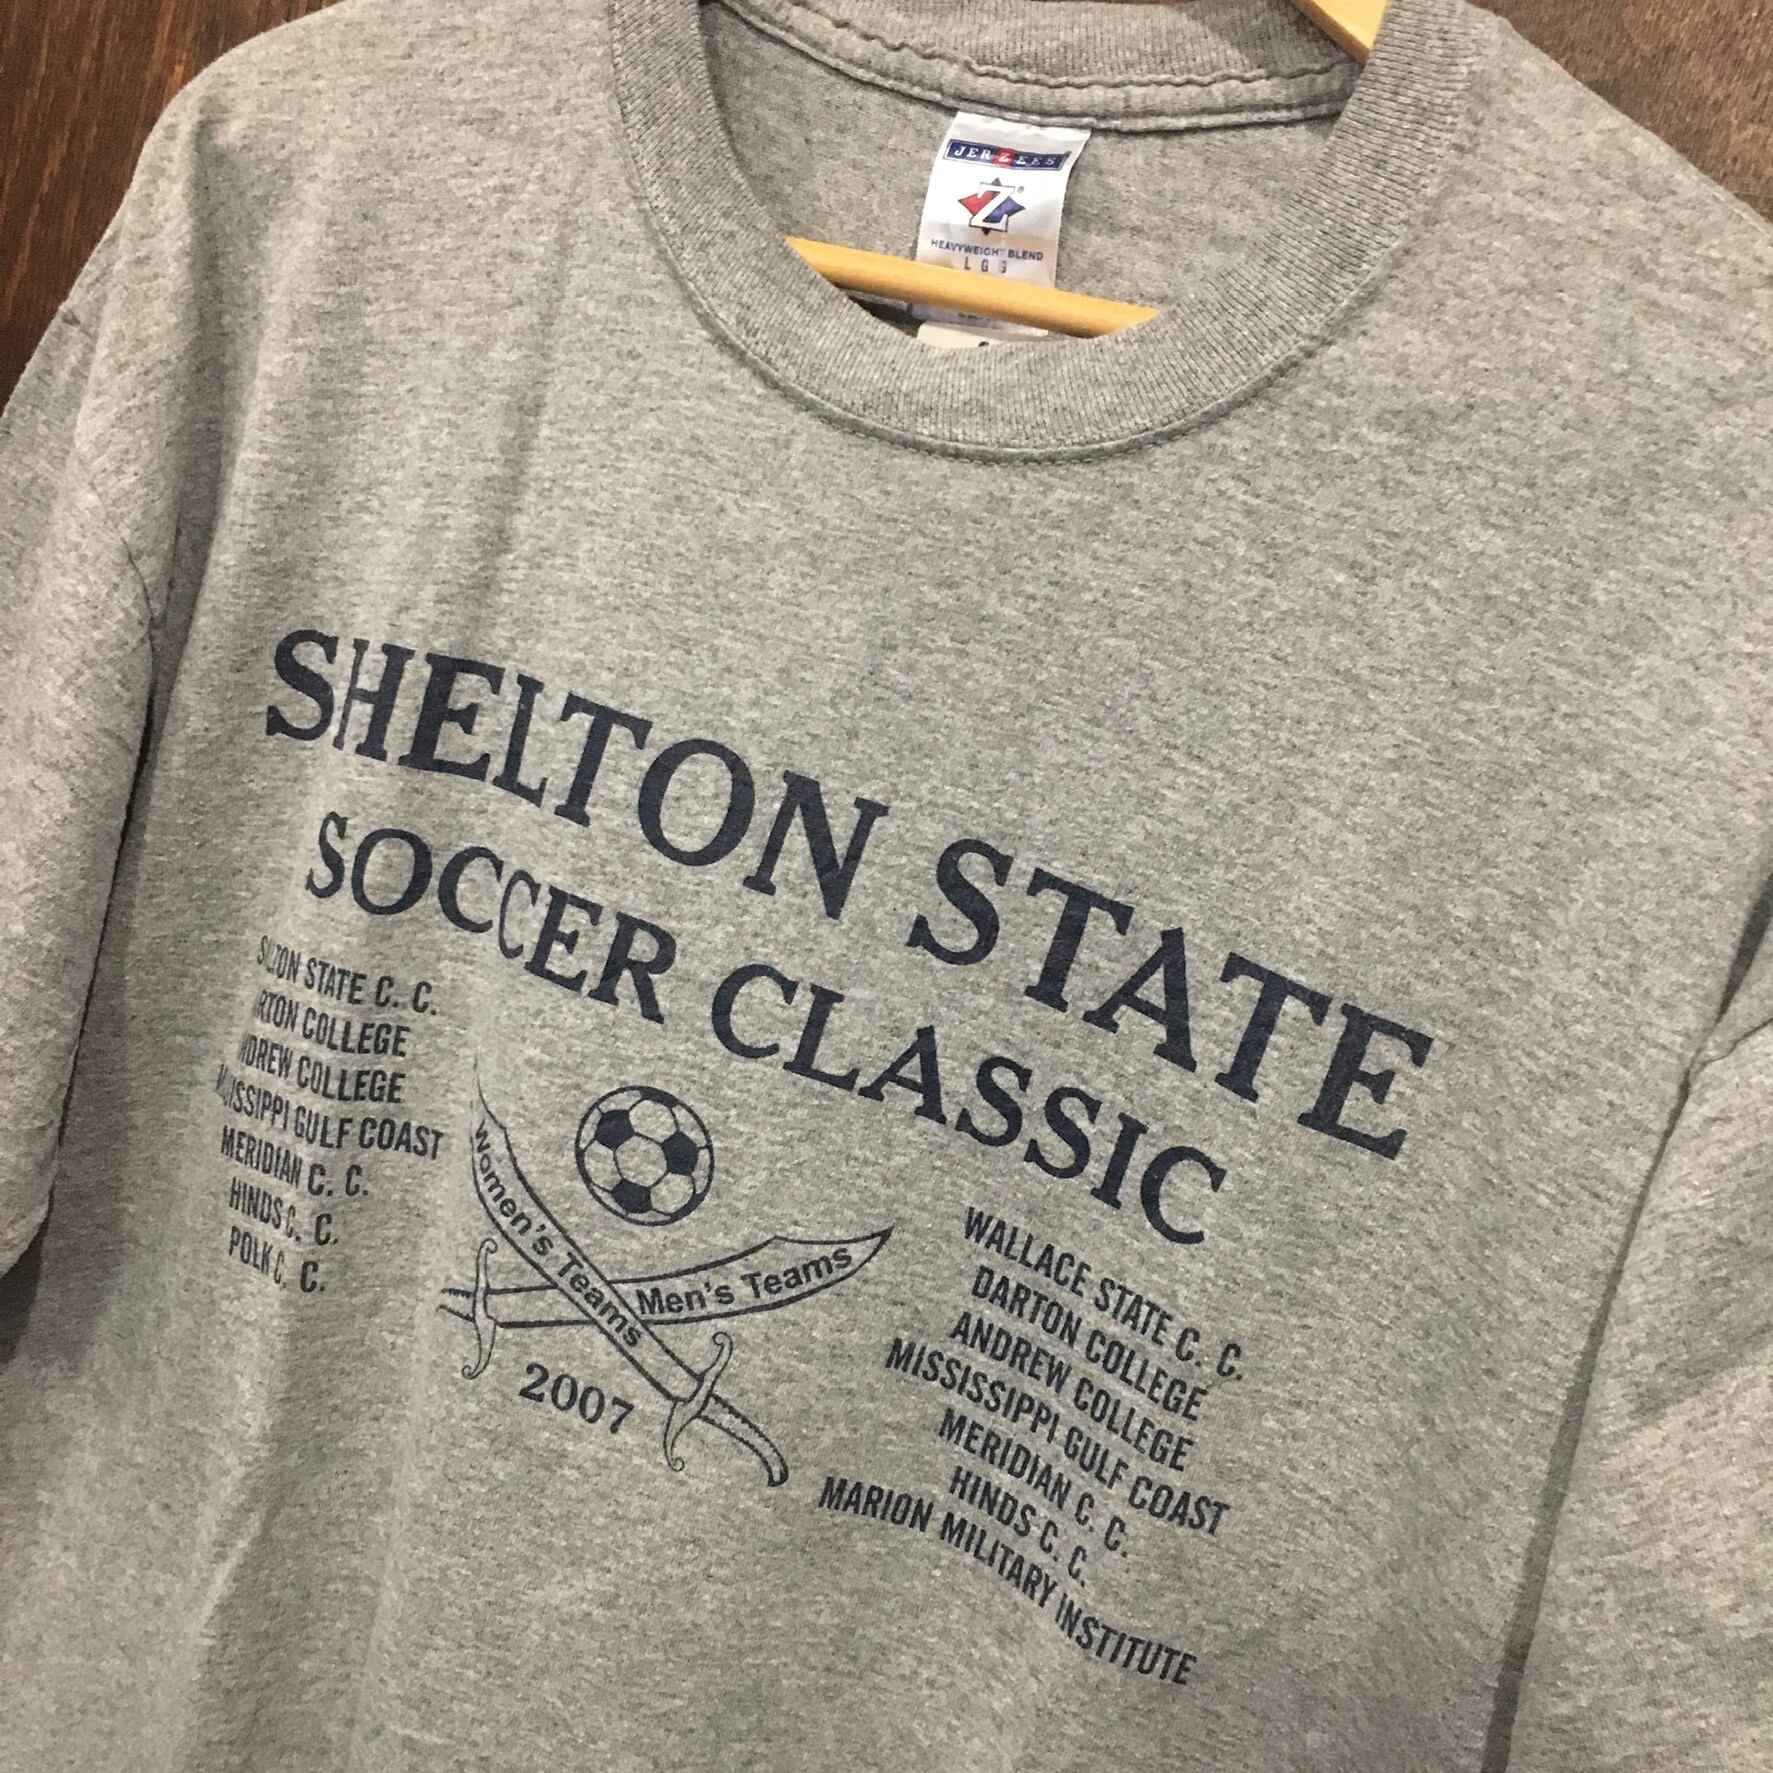 JERZEES
Z
HEAVYWEIGH™ BLEND
L G G
SHELTON STATE
SOCCER CLASSIC
STATE C. C.
COLLEGE
COLLEGE
GULF COAST
MERIDIAN C. C.
HINDS C. C.
POLK C. C.
Women's Teams
Men's Teams
2007
WALLACE STATE C. C.
DARTON COLLEGE
ANDREW COLLEGE
MISSISSIPPI GULF COAST
MERIDIAN C. C.
HINDS C. C.
MARION MILITARY INSTITUTE